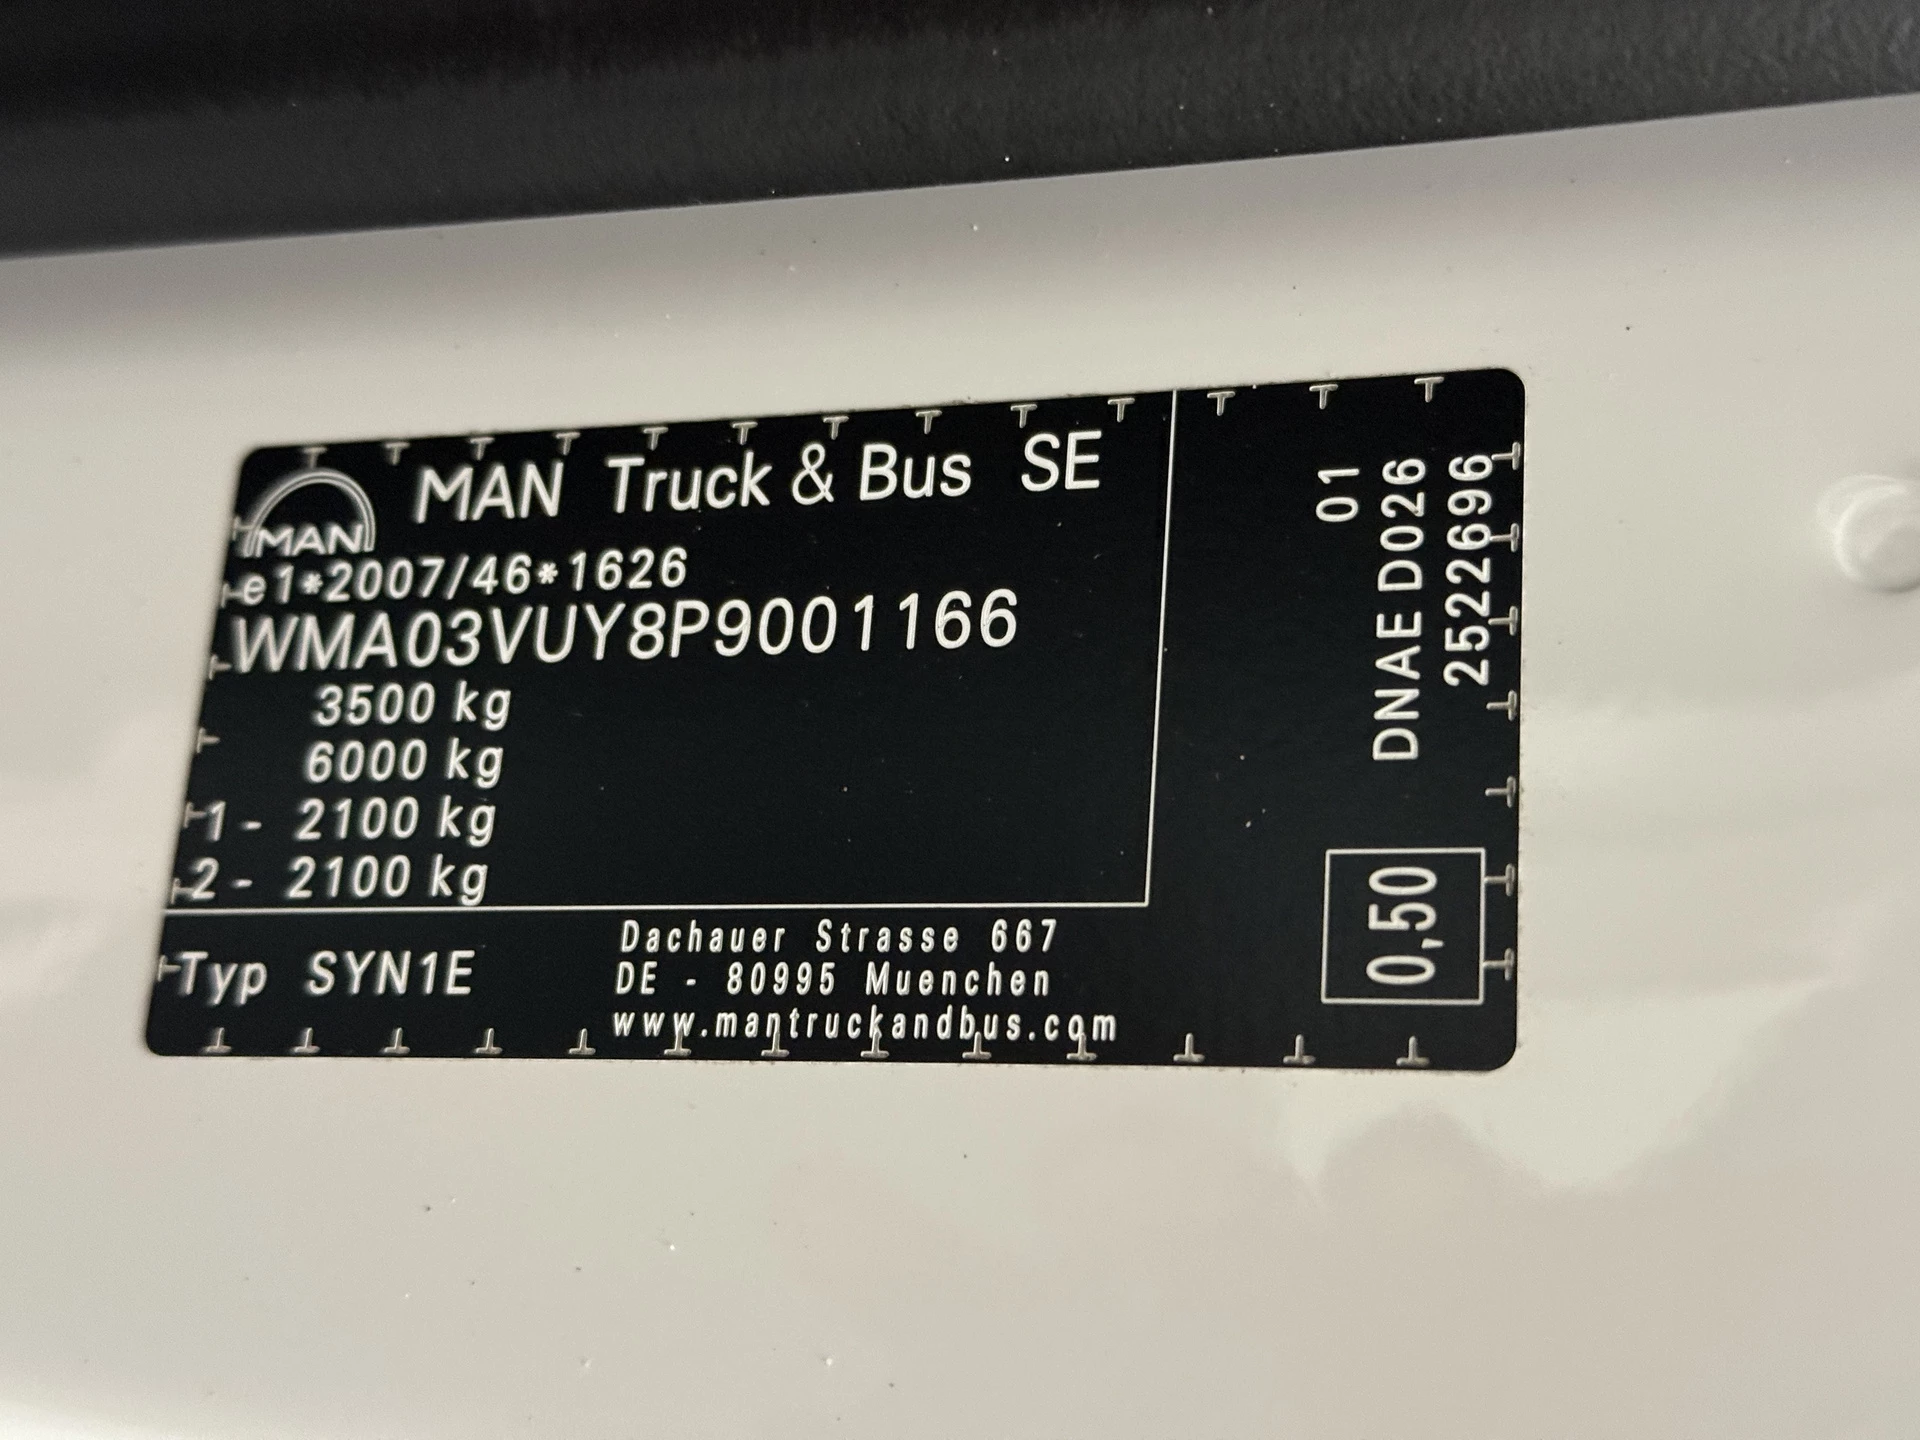 MAN Truck & Bus SE
MAN
e1*2007/46*1626
WMA03VUY8P9001166
3500 kg
6000 kg
1- 2100 kg
2- 2100 kg
Typ SYN1E
Dachauer Strasse 667
DE - 80995 Muenchen
www.mantruckandbus.com
01
DNAE D026
2522696
0,50